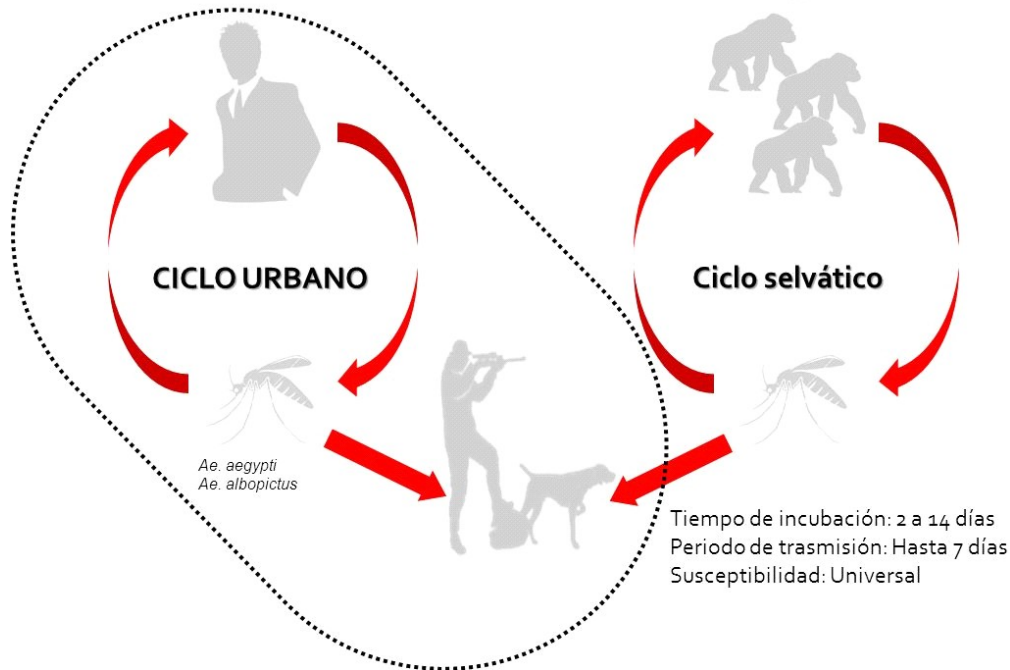 CICLO URBANO
Ciclo selvático
Ae. aegypti
Ae. albopictus
Tiempo de incubación: 2 a 14 días
Periodo de trasmisión: Hasta 7 días
Susceptibilidad: Universal